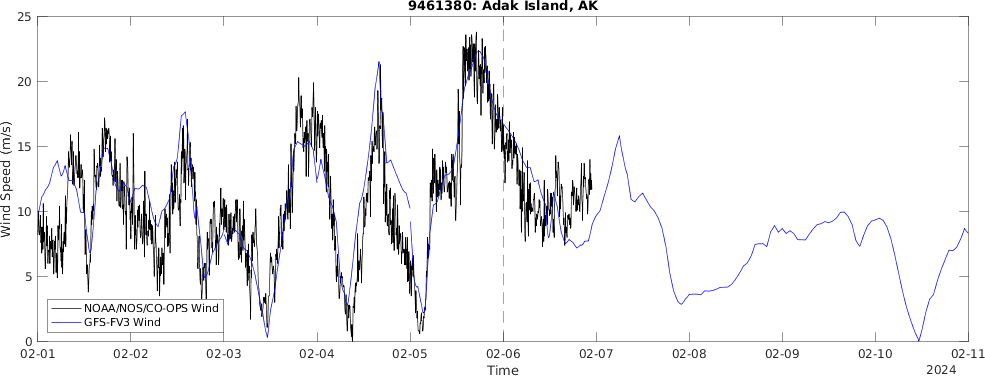 9461380: Adak Island, AK
Wind Speed (m/s)
25
20
15
10
5
0
NOAA/NOS/CO-OPS Wind
GFS-FV3 Wind
02-01 02-02 02-03 02-04 02-05 02-06 02-07 02-08 02-09 02-10 02-11
Time
2024